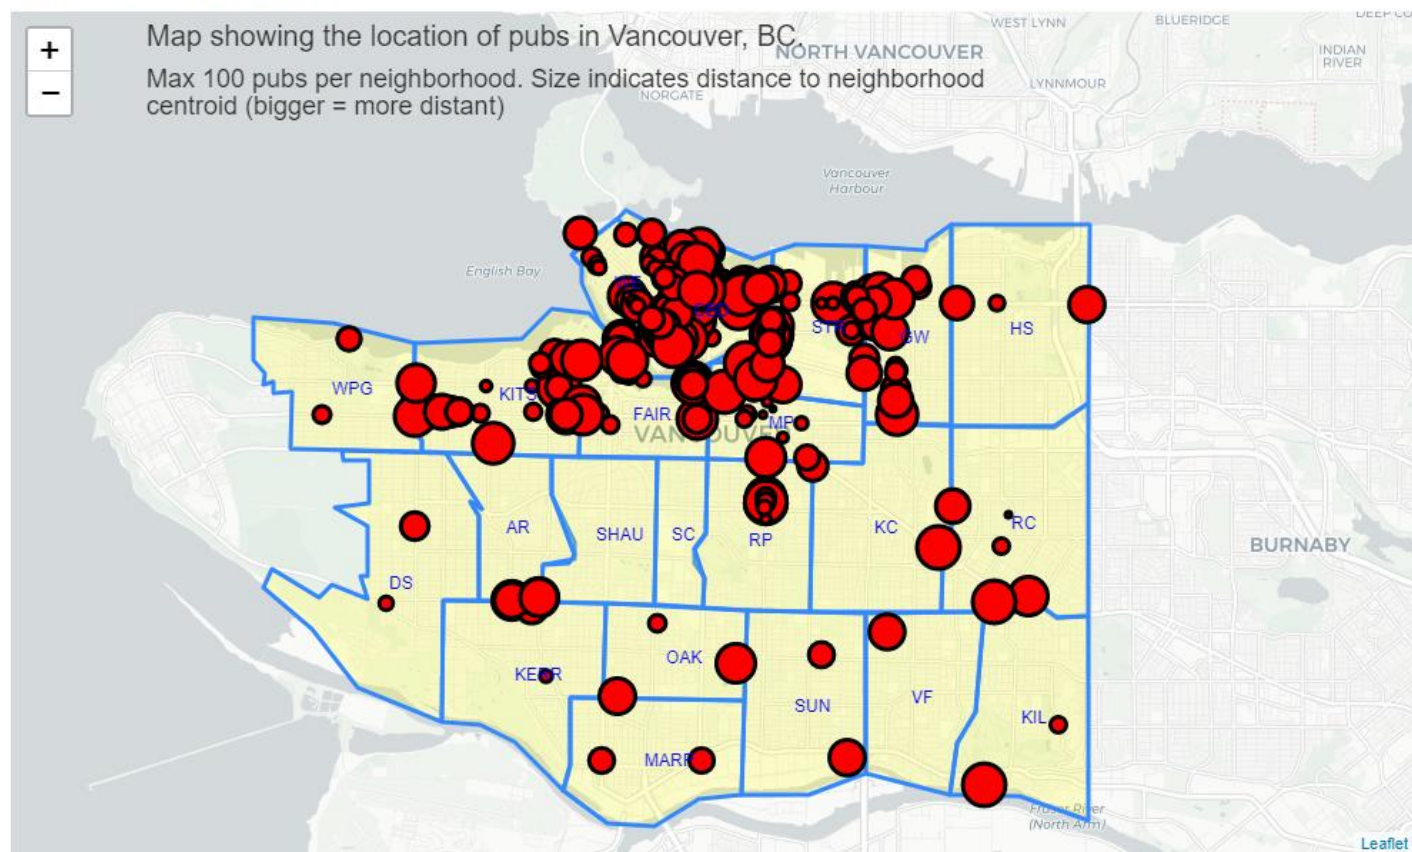 WEST LYNN
BLUERIDGE
+
Map showing the location of pubs in Vancouver, BC.
NORTH VANCOUVER
INDIAN
RIVER
Max 100 pubs per neighborhood. Size indicates distance to neighborhood
centroid (bigger = more distant)
−
LYNNMOUR
NORGATE
Vancouver
Harbour
English Bay
HS
GW
WPG
KITS
FAIR
MP
VANCOUVER
AR
SHAU
SC
RP
KC
RC
BURNABY
DS
KERR
OAK
SUN
VF
KIL
MARP
Fraser River
(North Arm)
Leaflet